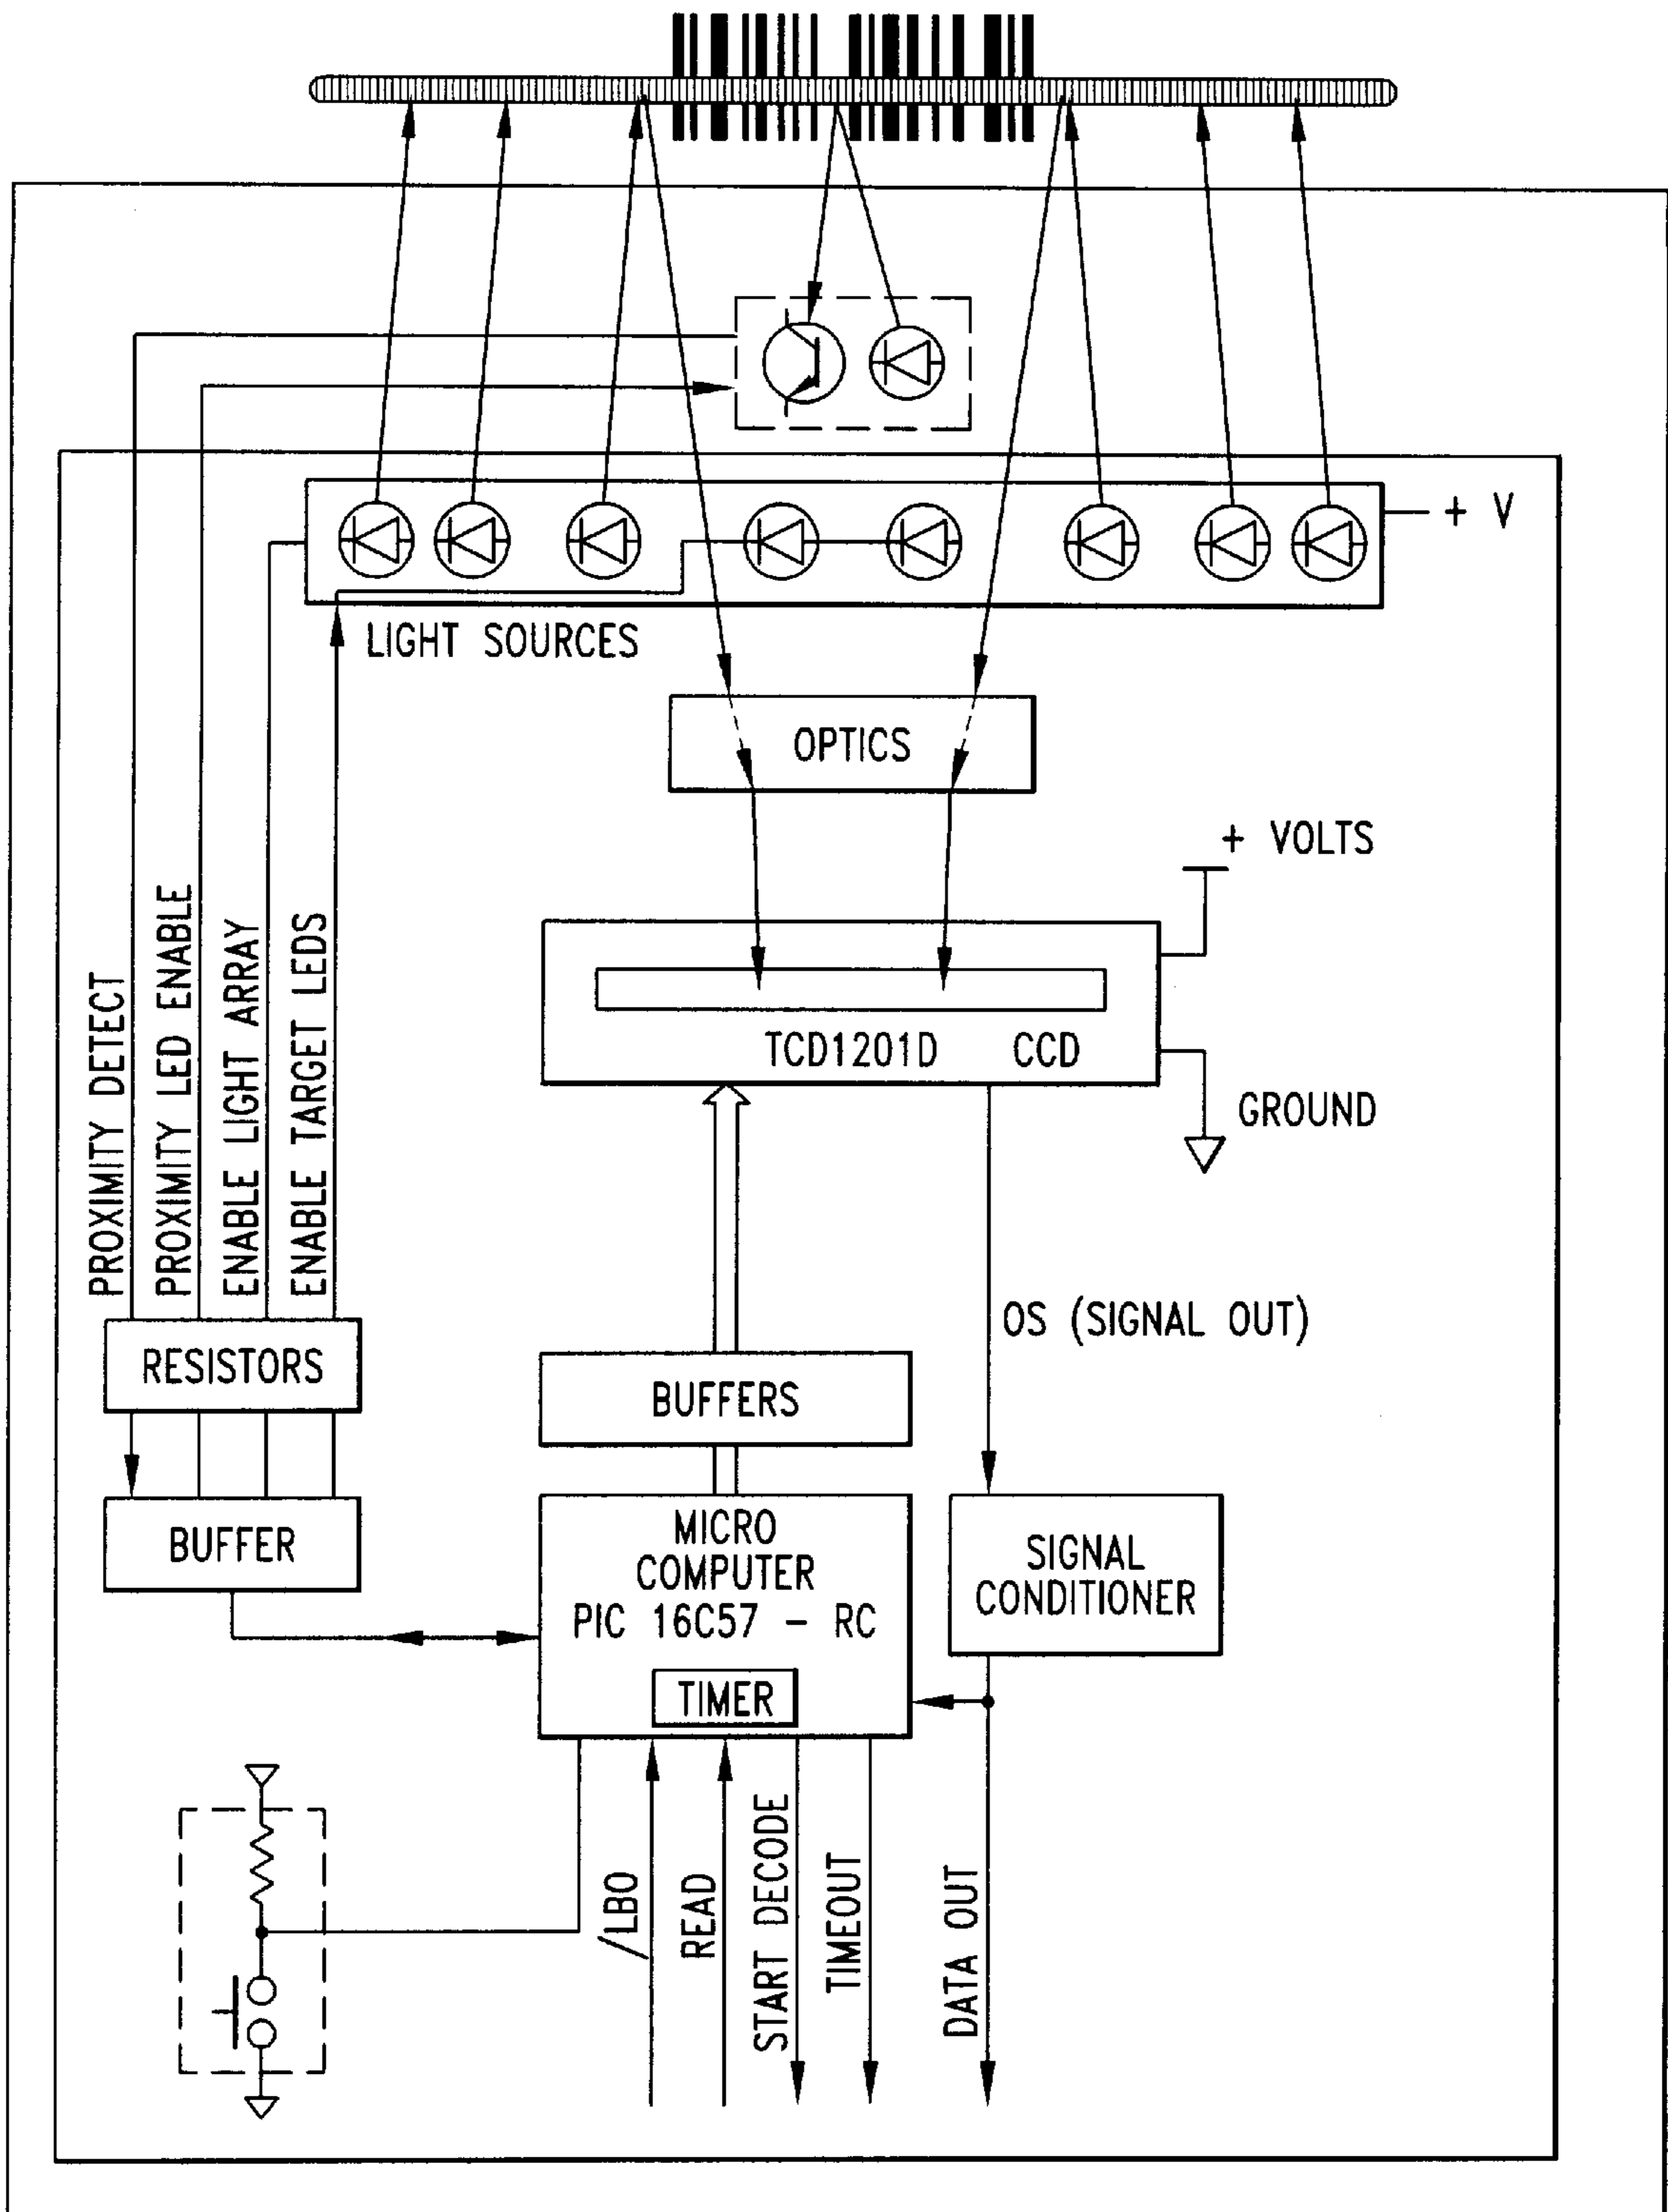 + V
LIGHT SOURCES
OPTICS
+ VOLTS
PROXIMITY DETECT
PROXIMITY LED ENABLE
ENABLE LIGHT ARRAY
ENABLE TARGET LEDS
TCD1201D CCD
GROUND
OS (SIGNAL OUT)
RESISTORS
BUFFERS
BUFFER
MICRO
COMPUTER
PIC 16C57 - RC
TIMER
SIGNAL
CONDITIONER
/LBO
READ
START DECODE
TIMEOUT
DATA OUT